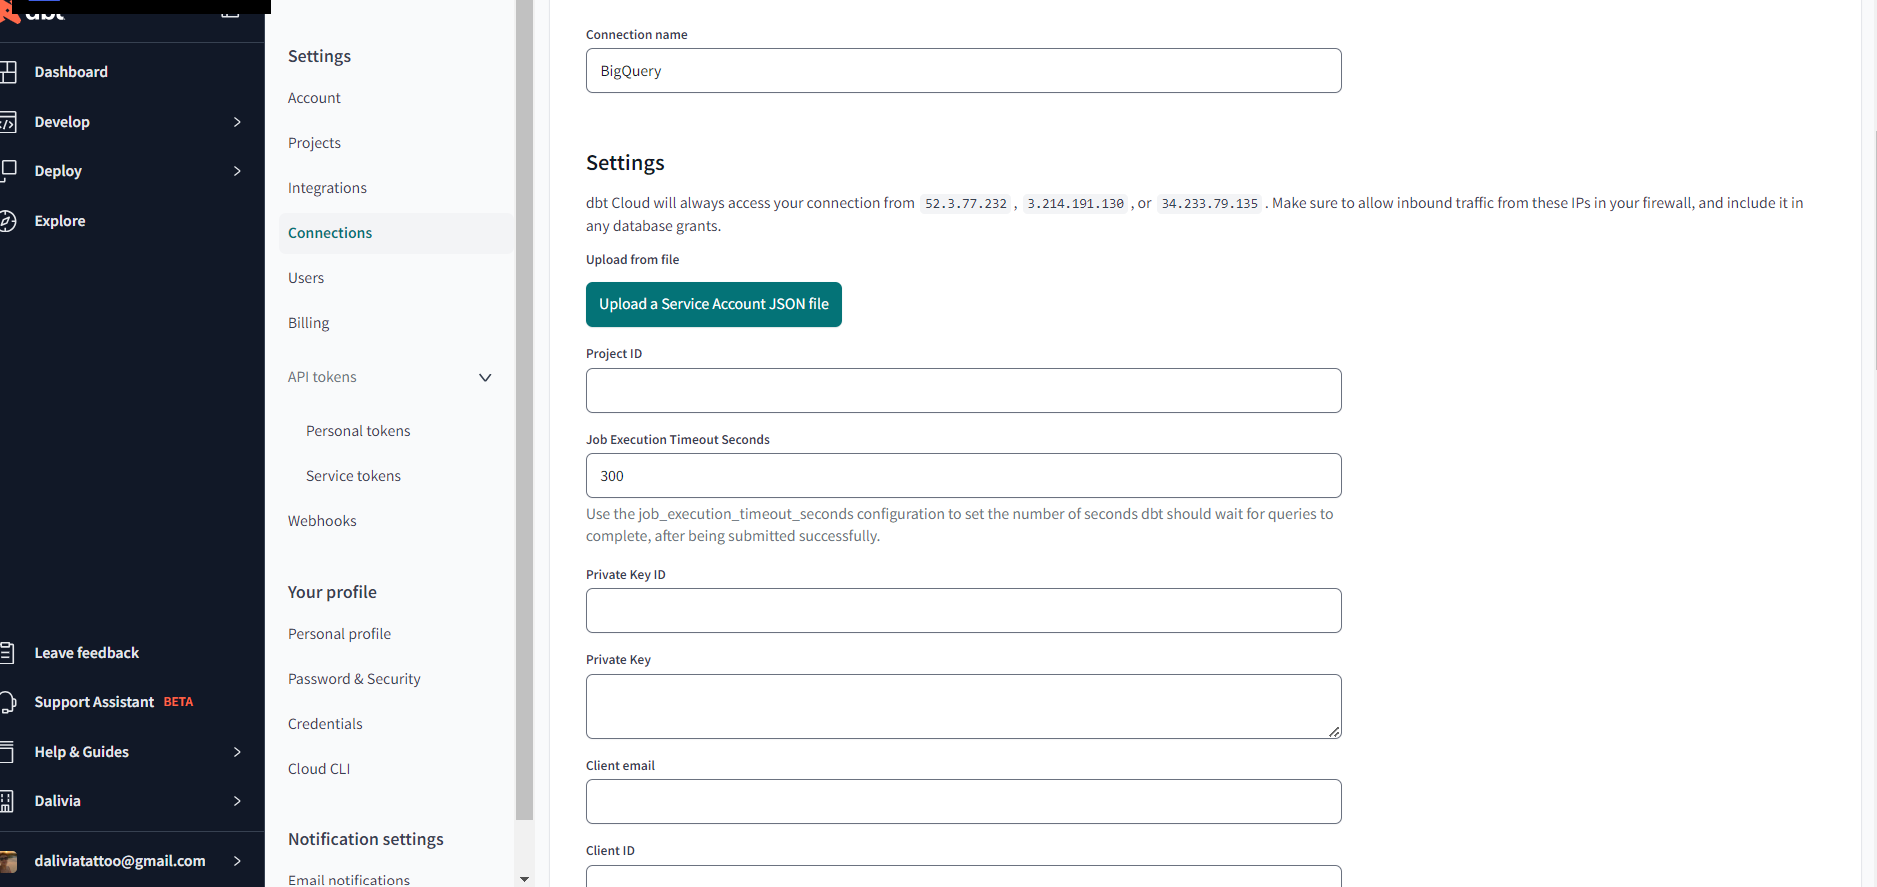 dbt
Dashboard
Develop
Deploy
Explore
Leave feedback
Support Assistant BETA
Help & Guides
Dalivia
daliviatattoo@gmail.com
Settings
Account
Projects
Integrations
Connections
Users
Billing
API tokens
Personal tokens
Service tokens
Webhooks
Your profile
Personal profile
Password & Security
Credentials
Cloud CLI
Notification settings
Email notifications
Connection name
BigQuery
Settings
dbt Cloud will always access your connection from 52.3.77.232 , 3.214.191.130 , or 34.233.79.135 . Make sure to allow inbound traffic from these IPs in your firewall, and include it in
any database grants.
Upload from file
Upload a Service Account JSON file
Project ID
Job Execution Timeout Seconds
300
Use the job_execution_timeout_seconds configuration to set the number of seconds dbt should wait for queries to
complete, after being submitted successfully.
Private Key ID
Private Key
Client email
Client ID